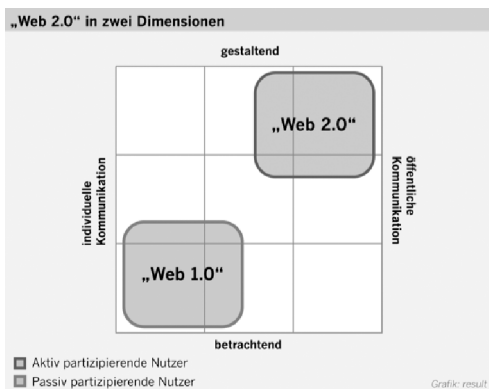 „Web 2.0“ in zwei Dimensionen
gestaltend
„Web 2.0“
individuelle
Kommunikation
öffentliche
Kommunikation
„Web 1.0“
betrachtend
Aktiv partizipierende Nutzer
Passiv partizipierende Nutzer
Grafik: result